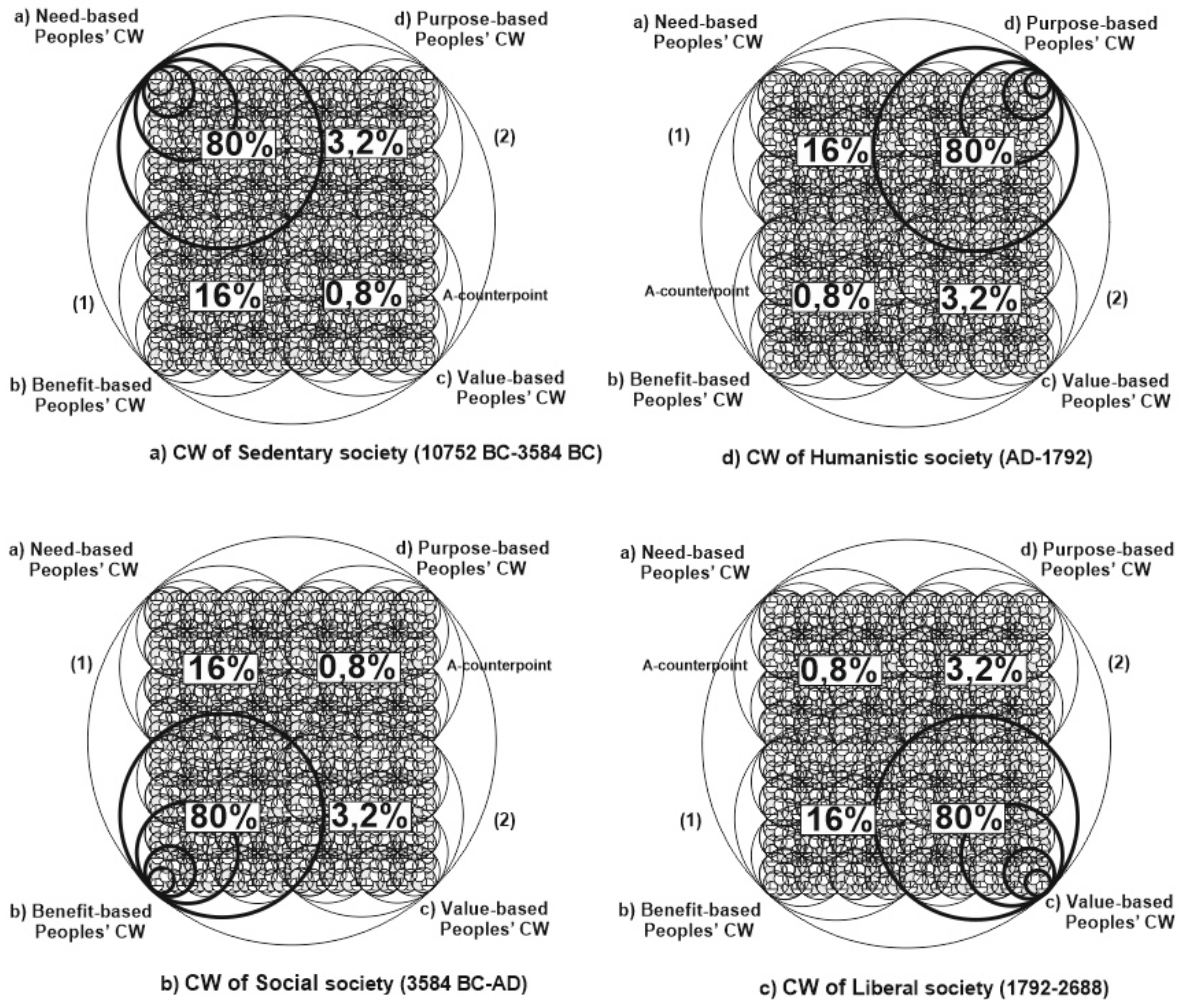 a) Need-based
Peoples' CW
d) Purpose-based
Peoples' CW
80%
3,2%
(2)
16%
0,8%
A-counterpoint
(1)
b) Benefit-based
Peoples' CW
c) Value-based
Peoples' CW
a) CW of Sedentary society (10752 BC-3584 BC)
a) Need-based
Peoples' CW
d) Purpose-based
Peoples' CW
(1)
16%
80%
A-counterpoint
0,8%
3,2%
(2)
b) Benefit-based
Peoples' CW
c) Value-based
Peoples' CW
d) CW of Humanistic society (AD-1792)
a) Need-based
Peoples' CW
d) Purpose-based
Peoples' CW
(1)
16%
0,8%
A-counterpoint
80%
3,2%
(2)
b) Benefit-based
Peoples' CW
c) Value-based
Peoples' CW
b) CW of Social society (3584 BC-AD)
a) Need-based
Peoples' CW
d) Purpose-based
Peoples' CW
A-counterpoint
0,8%
3,2%
(2)
(1)
16%
80%
b) Benefit-based
Peoples' CW
c) Value-based
Peoples' CW
c) CW of Liberal society (1792-2688)